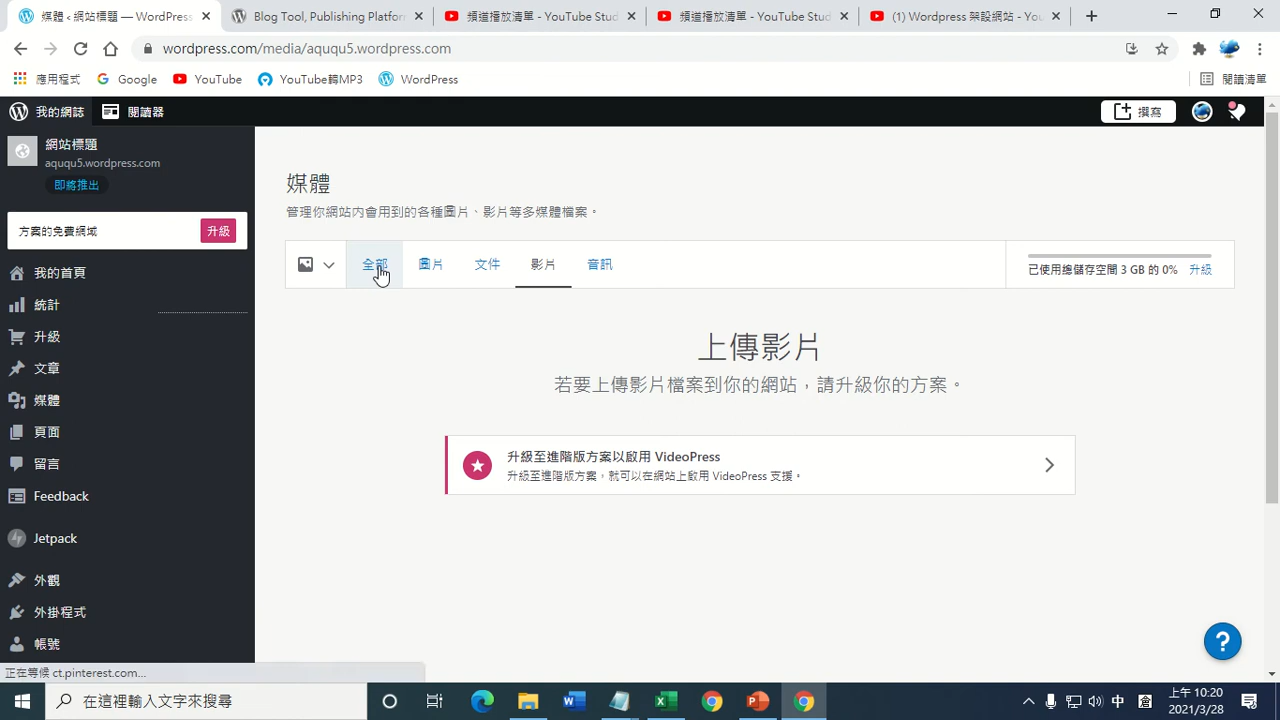 媒體 ‹ 網站標題 — WordPress
Blog Tool, Publishing Platfor
頻道播放清單 - YouTube Stud
頻道播放清單 - YouTube Stud
(1) Wordpress 架設網站 - You
wordpress.com/media/aququ5.wordpress.com
應用程式
Google
YouTube
YouTube轉MP3
WordPress
閱讀清單
我的網誌
閱讀器
撰寫
網站標題
aququ5.wordpress.com
即將推出
方案的免費網域
升級
我的首頁
統計
升級
文章
媒體
頁面
留言
Feedback
Jetpack
外觀
外掛程式
帳號
媒體
管理你網站內會用到的各種圖片、影片等多媒體檔案。
全部
圖片
文件
影片
音訊
已使用總儲存空間 3 GB 的 0%
升級
上傳影片
若要上傳影片檔案到你的網站，請升級你的方案。
升級至進階版方案以啟用 VideoPress
升級至進階版方案，就可以在網站上啟用 VideoPress 支援。
?
正在等候 ct.pinterest.com...
在這裡輸入文字來搜尋
中
倉
上午 10:20
2021/3/28